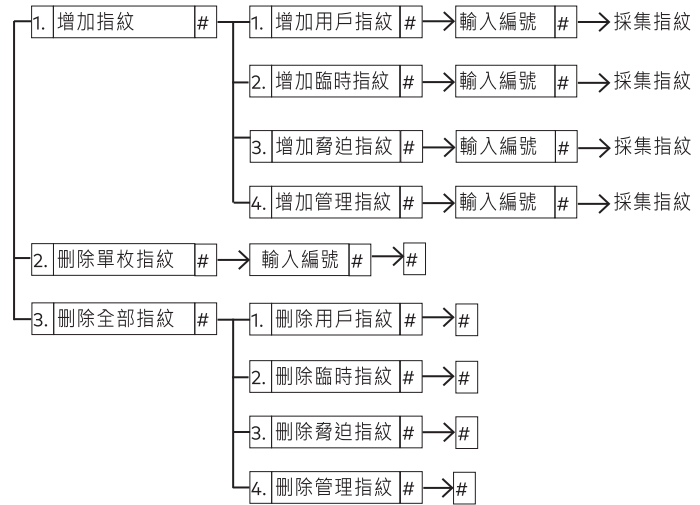 1. 增加指紋 # 1. 增加用戶指紋 # 輸入編號 # 採集指紋
2. 增加臨時指紋 # 輸入編號 # 採集指紋
3. 增加脅迫指紋 # 輸入編號 # 採集指紋
4. 增加管理指紋 # 輸入編號 # 採集指紋
2. 刪除單枚指紋 # 輸入編號 # #
3. 刪除全部指紋 # 1. 刪除用戶指紋 # #
2. 刪除臨時指紋 # #
3. 刪除脅迫指紋 # #
4. 刪除管理指紋 # #